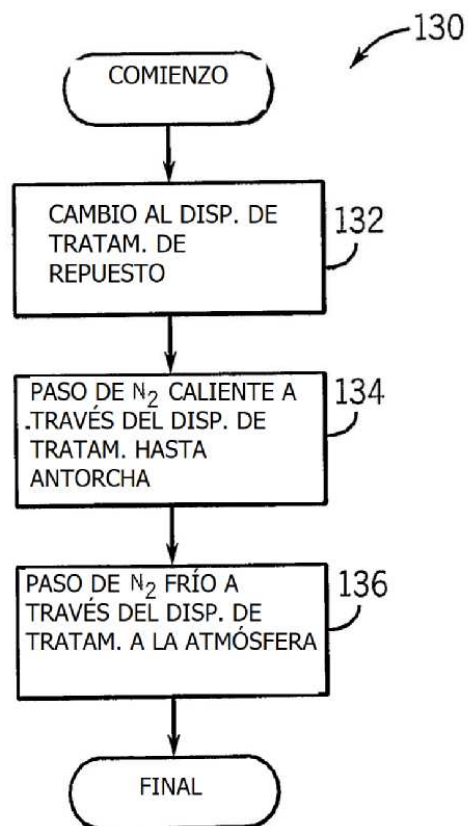 130
COMIENZO
CAMBIO AL DISP. DE
TRATAM. DE
REPUESTO
132
PASO DE N₂ CALIENTE A
.TRAVÉS DEL DISP. DE
TRATAM. HASTA
ANTORCHA
134
PASO DE N₂ FRÍO A
TRAVÉS DEL DISP. DE
TRATAM. A LA ATMÓSFERA
136
FINAL